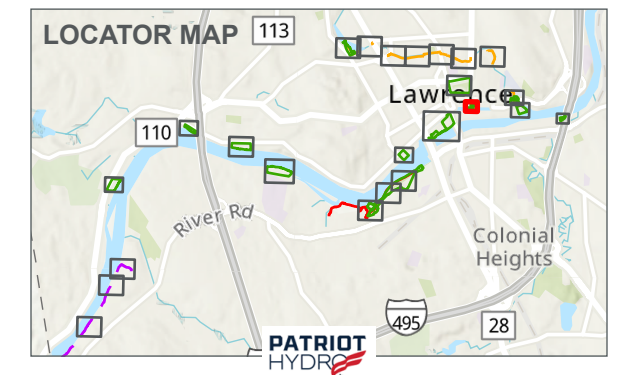 LOCATOR MAP
113
Lawrence
110
River Rd
Colonial
Heights
495
28
PATRIOT
HYDRO